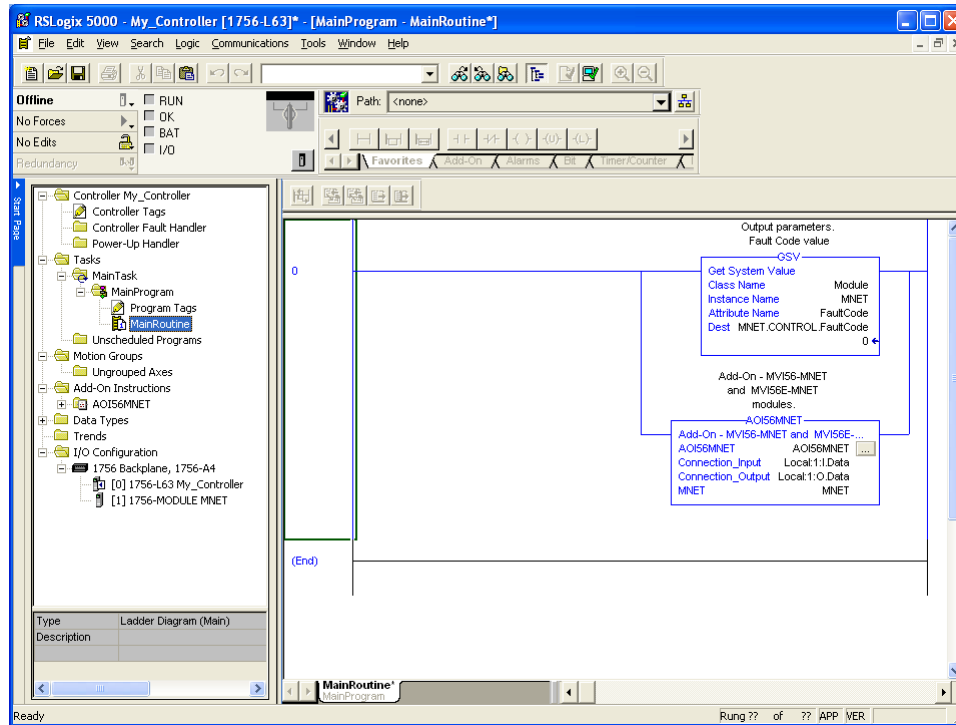 RSLogix 5000 - My_Controller [1756-L63]* - [MainProgram - MainRoutine*]
File Edit View Search Logic Communications Tools Window Help
Offline
RUN
Path: <none>
No Forces
OK
No Edits
BAT
Redundancy
I/O
Favorites Add-On Alarms Bit Timer/Counter
Start Page
Controller My_Controller
Controller Tags
Controller Fault Handler
Power-Up Handler
Tasks
MainTask
MainProgram
Program Tags
MainRoutine
Unscheduled Programs
Motion Groups
Ungrouped Axes
Add-On Instructions
AOI56MNET
Data Types
Trends
I/O Configuration
1756 Backplane, 1756-A4
[0] 1756-L63 My_Controller
[1] 1756-MODULE MNET
Type Ladder Diagram (Main)
Description
0
Output parameters.
Fault Code value
GSV
Get System Value
Class Name Module
Instance Name MNET
Attribute Name FaultCode
Dest MNET.CONTROL.FaultCode
0
Add-On - MVI56-MNET
and MVI56E-MNET
modules.
AOI56MNET
Add-On - MVI56-MNET and MVI56E-...
AOI56MNET AOI56MNET ...
Connection_Input Local:1:I.Data
Connection_Output Local:1:O.Data
MNET MNET
(End)
MainRoutine*
MainProgram
Ready
Rung ?? of ?? APP VER